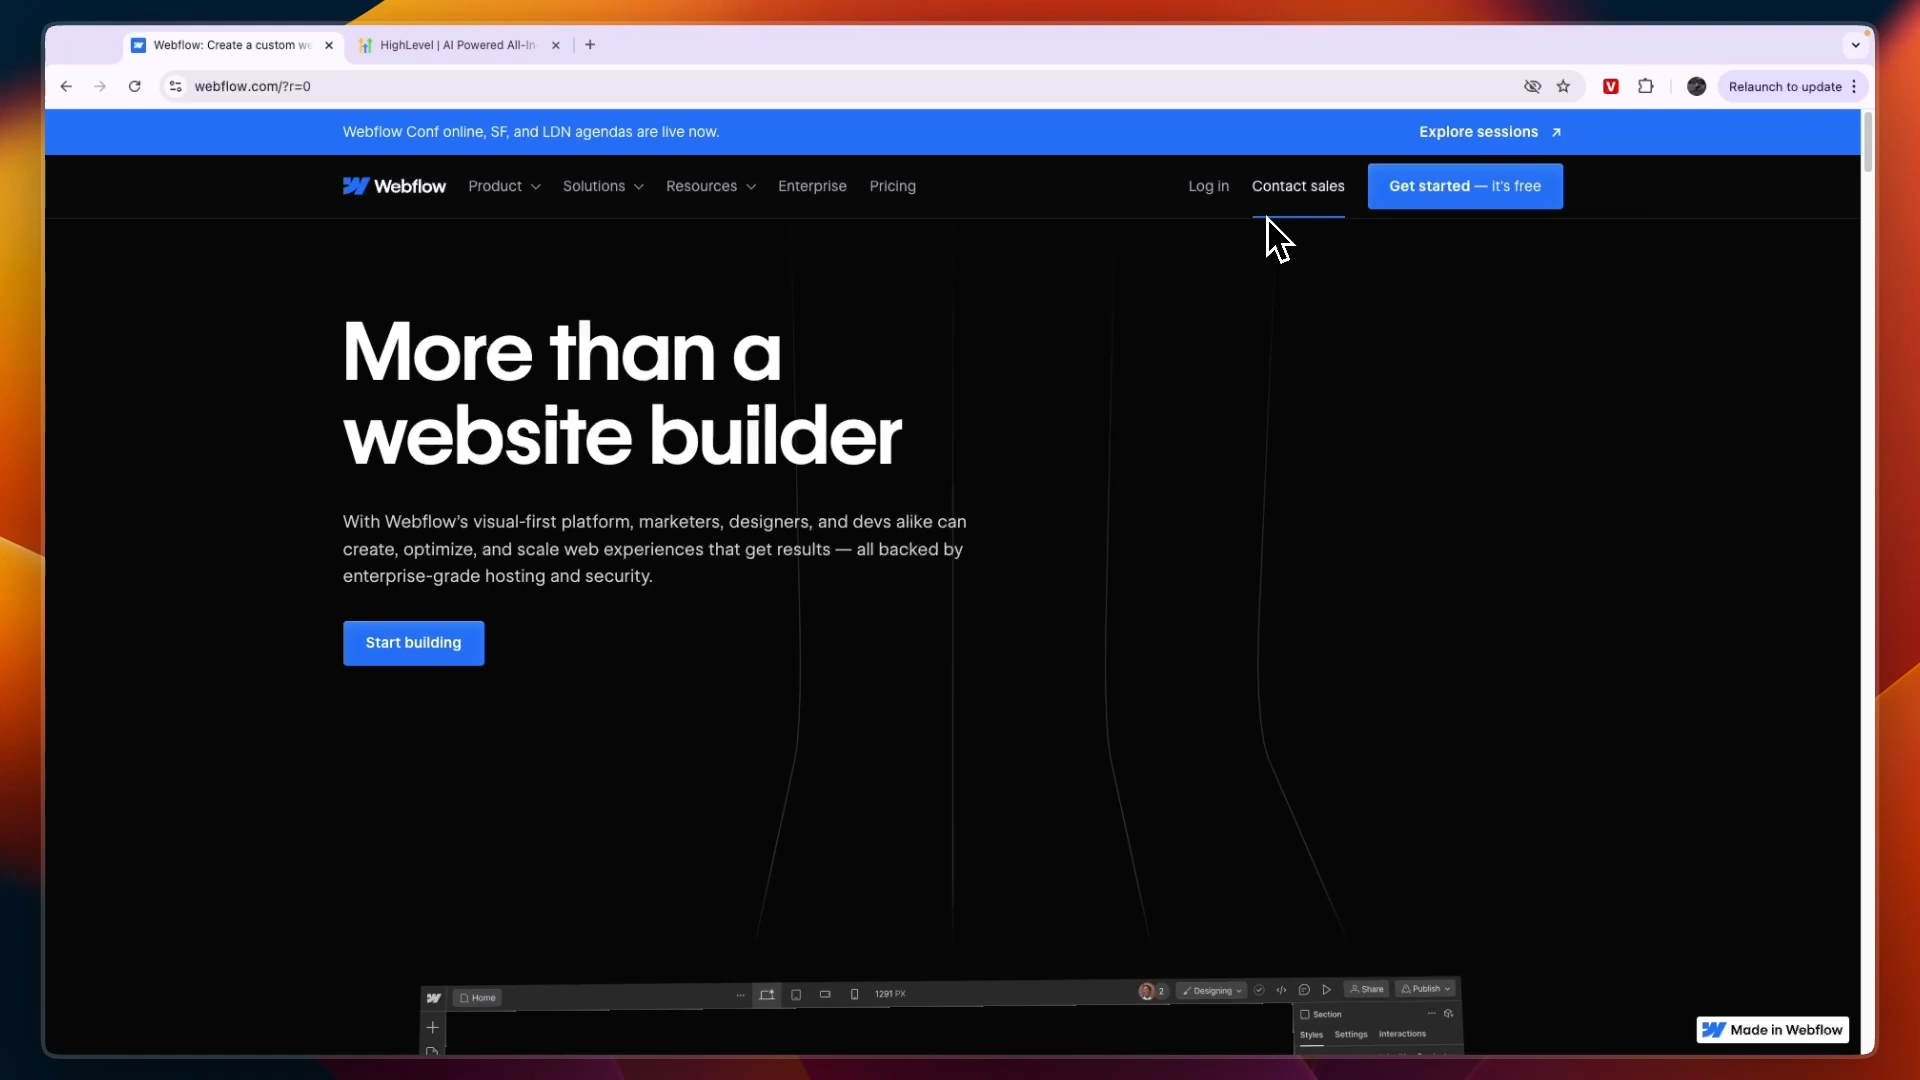 Webflow: Create a custom we
HighLevel | AI Powered All-In-
webflow.com/?r=0
V
Relaunch to update
Webflow Conf online, SF, and LDN agendas are live now.
Explore sessions
Webflow
Product
Solutions
Resources
Enterprise
Pricing
Log in
Contact sales
Get started — it's free
More than a
website builder
With Webflow's visual-first platform, marketers, designers, and devs alike can
create, optimize, and scale web experiences that get results — all backed by
enterprise-grade hosting and security.
Start building
Home
1291 PX
2
Designing
Share
Publish
Section
Styles
Settings
Interactions
Made in Webflow